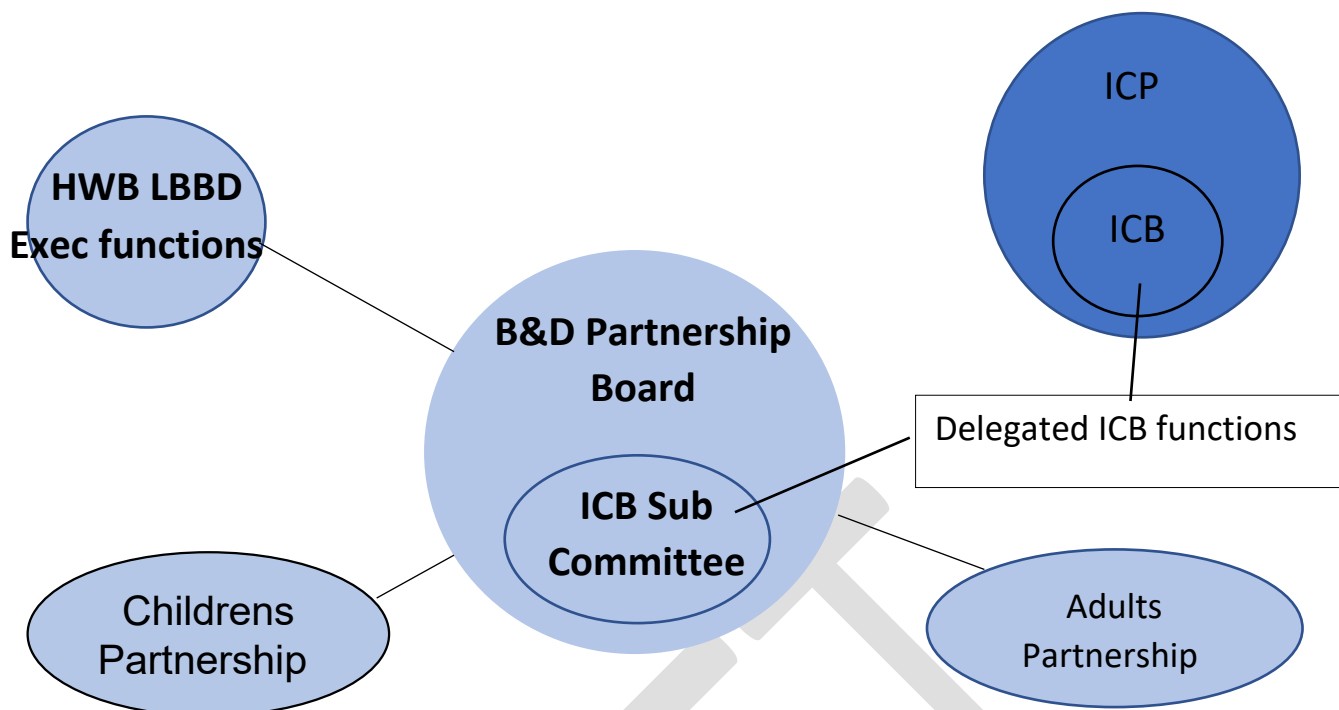 ICP
HWB LBBD
Exec functions
ICB
B&D Partnership
Board
Delegated ICB functions
ICB Sub
Committee
Childrens
Partnership
Adults
Partnership